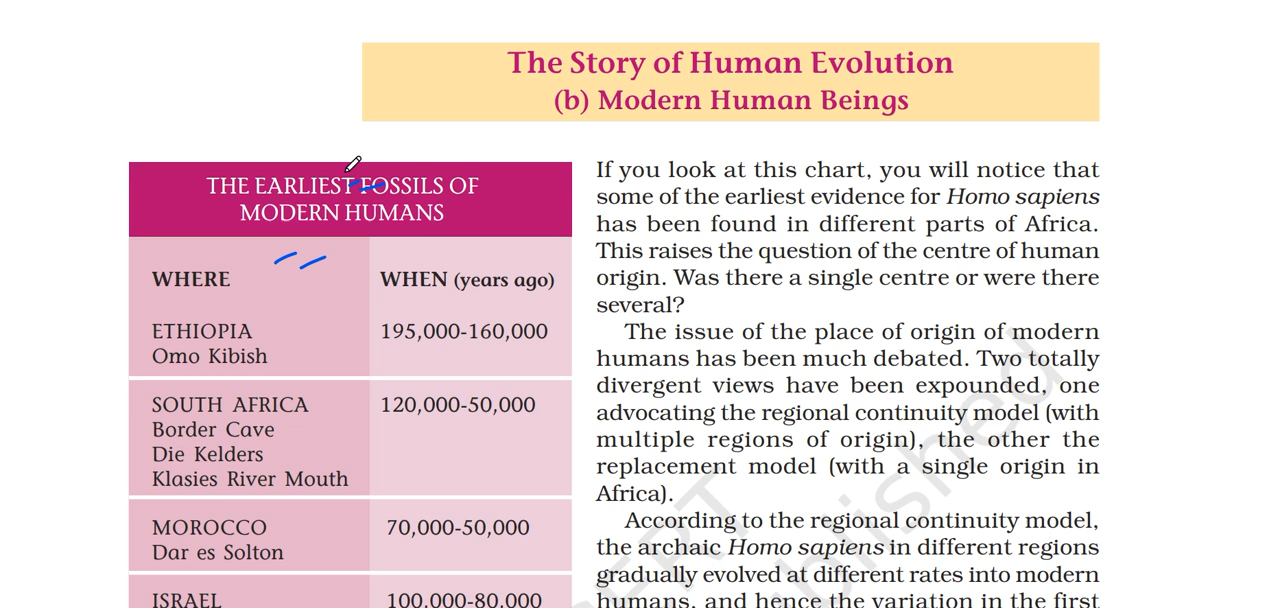 The Story of Human Evolution
(b) Modern Human Beings
THE EARLIEST FOSSILS OF
MODERN HUMANS
WHERE WHEN (years ago)
ETHIOPIA 195,000-160,000
Omo Kibish
SOUTH AFRICA 120,000-50,000
Border Cave
Die Kelders
Klasies River Mouth
MOROCCO 70,000-50,000
Dar es Solton
ISRAEL 100,000-80,000
If you look at this chart, you will notice that
some of the earliest evidence for Homo sapiens
has been found in different parts of Africa.
This raises the question of the centre of human
origin. Was there a single centre or were there
several?
The issue of the place of origin of modern
humans has been much debated. Two totally
divergent views have been expounded, one
advocating the regional continuity model (with
multiple regions of origin), the other the
replacement model (with a single origin in
Africa).
According to the regional continuity model,
the archaic Homo sapiens in different regions
gradually evolved at different rates into modern
humans, and hence the variation in the first